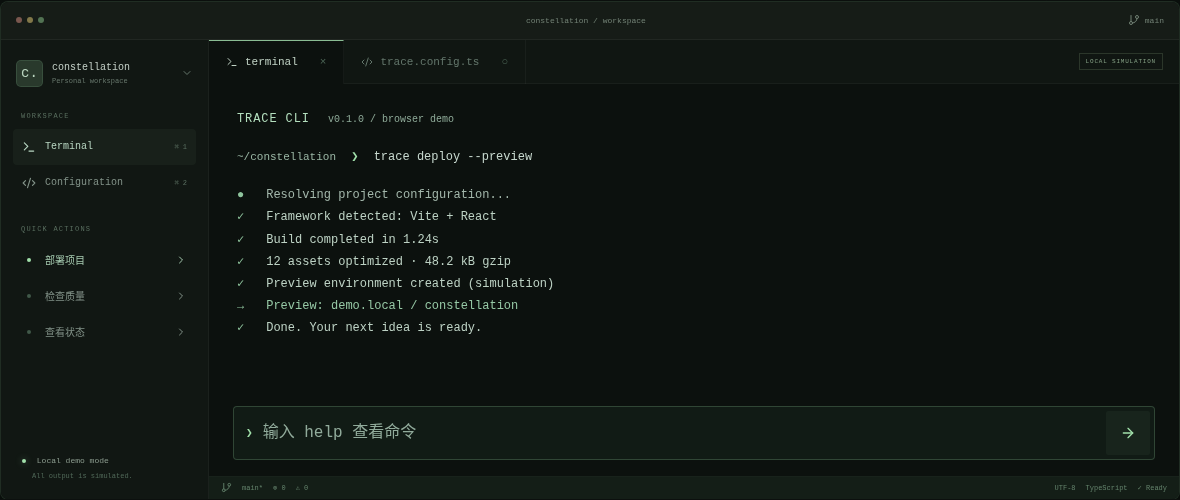 constellation / workspace
main
C.
constellation
Personal workspace
WORKSPACE
Terminal ⌘ 1
Configuration ⌘ 2
QUICK ACTIONS
部署项目
检查质量
查看状态
Local demo mode
All output is simulated.
terminal ×
trace.config.ts ○
LOCAL SIMULATION
TRACE CLI v0.1.0 / browser demo
~/constellation ❯ trace deploy --preview
● Resolving project configuration...
✓ Framework detected: Vite + React
✓ Build completed in 1.24s
✓ 12 assets optimized · 48.2 kB gzip
✓ Preview environment created (simulation)
→ Preview: demo.local / constellation
✓ Done. Your next idea is ready.
❯ 输入 help 查看命令
main* ⊗ 0 ⚠ 0
UTF-8 TypeScript ✓ Ready